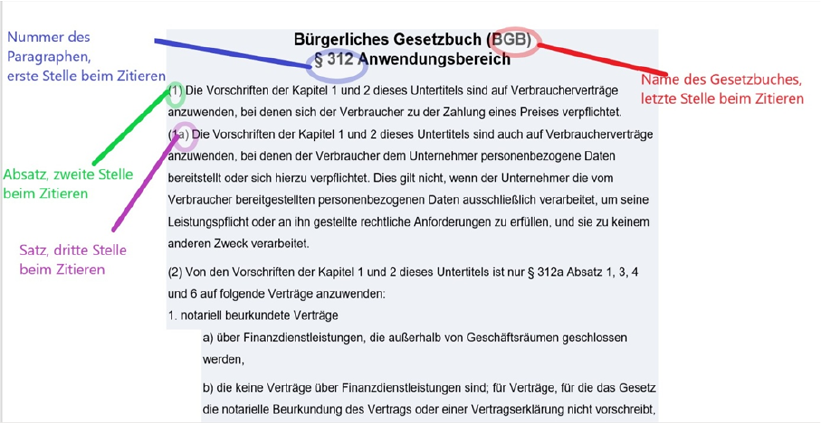 Nummer des
Paragraphen,
erste Stelle beim Zitieren
Absatz, zweite Stelle
beim Zitieren
Satz, dritte Stelle
beim Zitieren
Bürgerliches Gesetzbuch (BGB)
§ 312 Anwendungsbereich
(1) Die Vorschriften der Kapitel 1 und 2 dieses Untertitels sind auf Verbraucherverträge
anzuwenden, bei denen sich der Verbraucher zu der Zahlung eines Preises verpflichtet.
(1a) Die Vorschriften der Kapitel 1 und 2 dieses Untertitels sind auch auf Verbraucherverträge
anzuwenden, bei denen der Verbraucher dem Unternehmer personenbezogene Daten
bereitstellt oder sich hierzu verpflichtet. Dies gilt nicht, wenn der Unternehmer die vom
Verbraucher bereitgestellten personenbezogenen Daten ausschließlich verarbeitet, um seine
Leistungspflicht oder an ihn gestellte rechtliche Anforderungen zu erfüllen, und sie zu keinem
anderen Zweck verarbeitet.
(2) Von den Vorschriften der Kapitel 1 und 2 dieses Untertitels ist nur § 312a Absatz 1, 3, 4
und 6 auf folgende Verträge anzuwenden:
1. notariell beurkundete Verträge
a) über Finanzdienstleistungen, die außerhalb von Geschäftsräumen geschlossen
werden,
b) die keine Verträge über Finanzdienstleistungen sind; für Verträge, für die das Gesetz
die notarielle Beurkundung des Vertrags oder einer Vertragserklärung nicht vorschreibt,
Name des Gesetzbuches,
letzte Stelle beim Zitieren